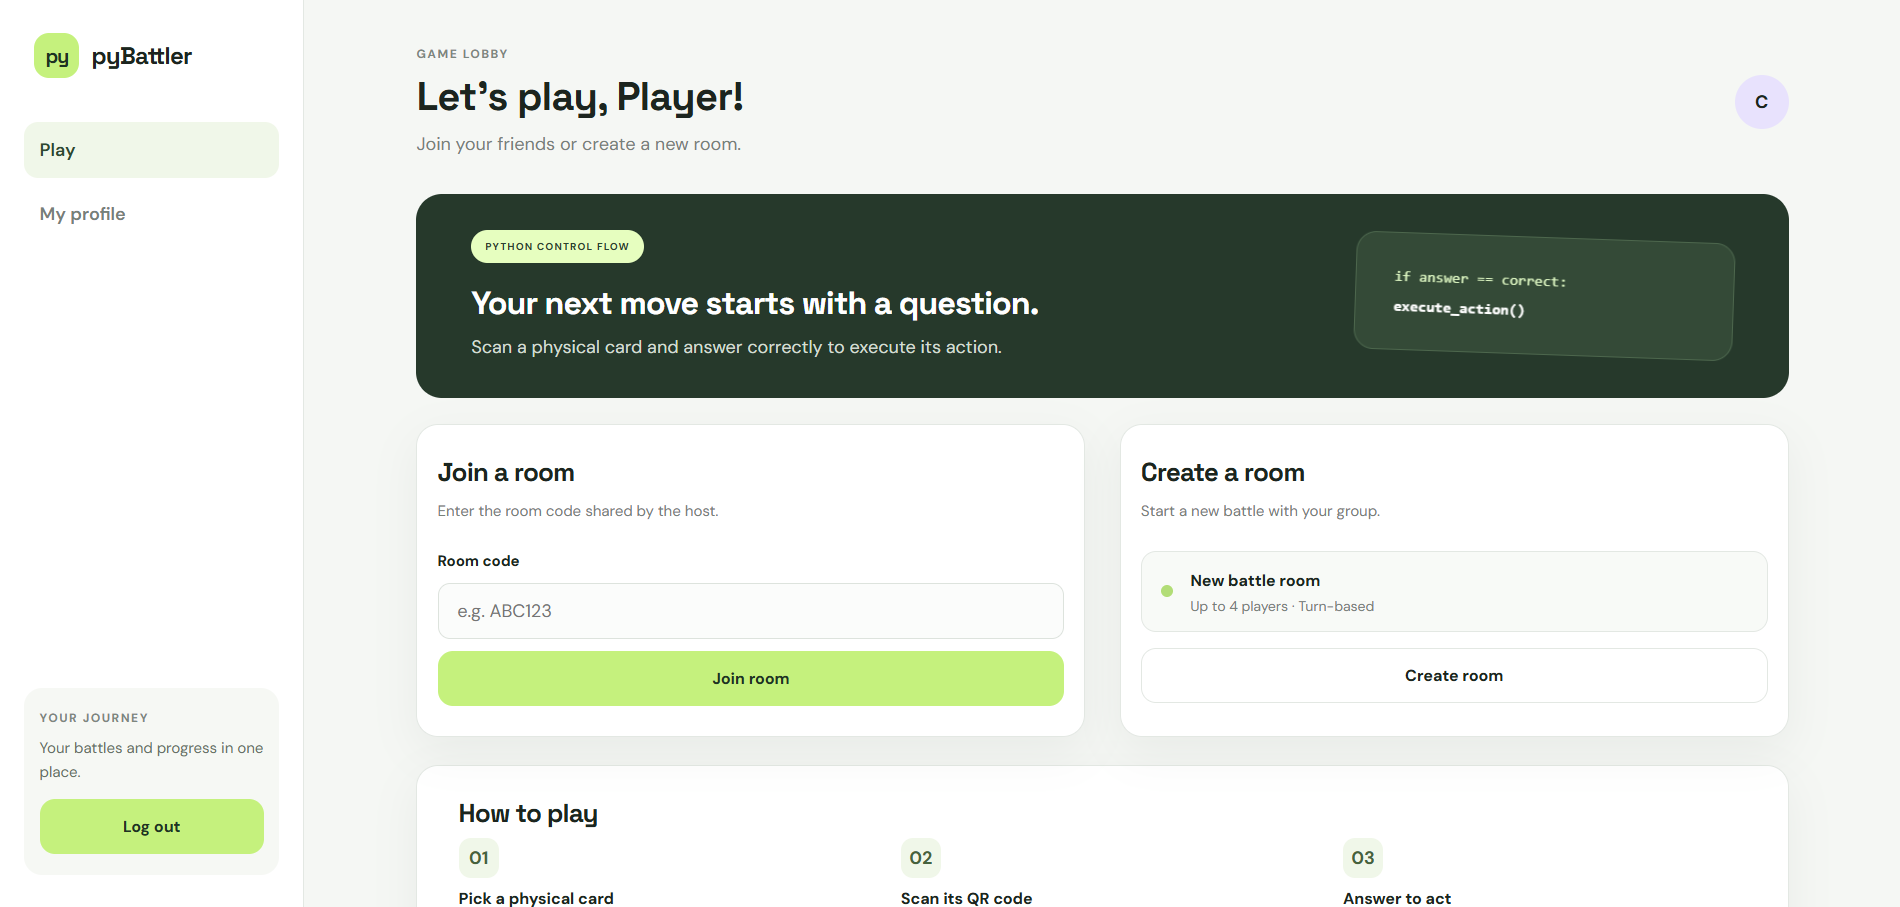 py pyBattler
Play
My profile
YOUR JOURNEY
Your battles and progress in one
place.
Log out
GAME LOBBY
Let’s play, Player!
Join your friends or create a new room.
C
PYTHON CONTROL FLOW
Your next move starts with a question.
Scan a physical card and answer correctly to execute its action.
if answer == correct:
execute_action()
Join a room
Enter the room code shared by the host.
Room code
e.g. ABC123
Join room
Create a room
Start a new battle with your group.
New battle room
Up to 4 players · Turn-based
Create room
How to play
01
Pick a physical card
02
Scan its QR code
03
Answer to act